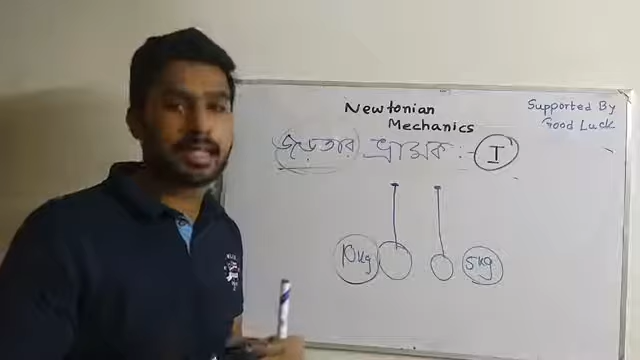 Newtonian
Mechanics
Supported By
Good Luck
জড়তার ভ্রামক :- I
10kg
5kg